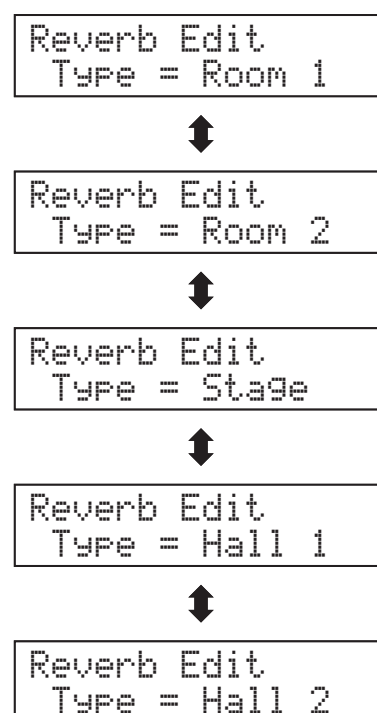 Reverb Edit
Type = Room 1
Reverb Edit
Type = Room 2
Reverb Edit
Type = Stage
Reverb Edit
Type = Hall 1
Reverb Edit
Type = Hall 2